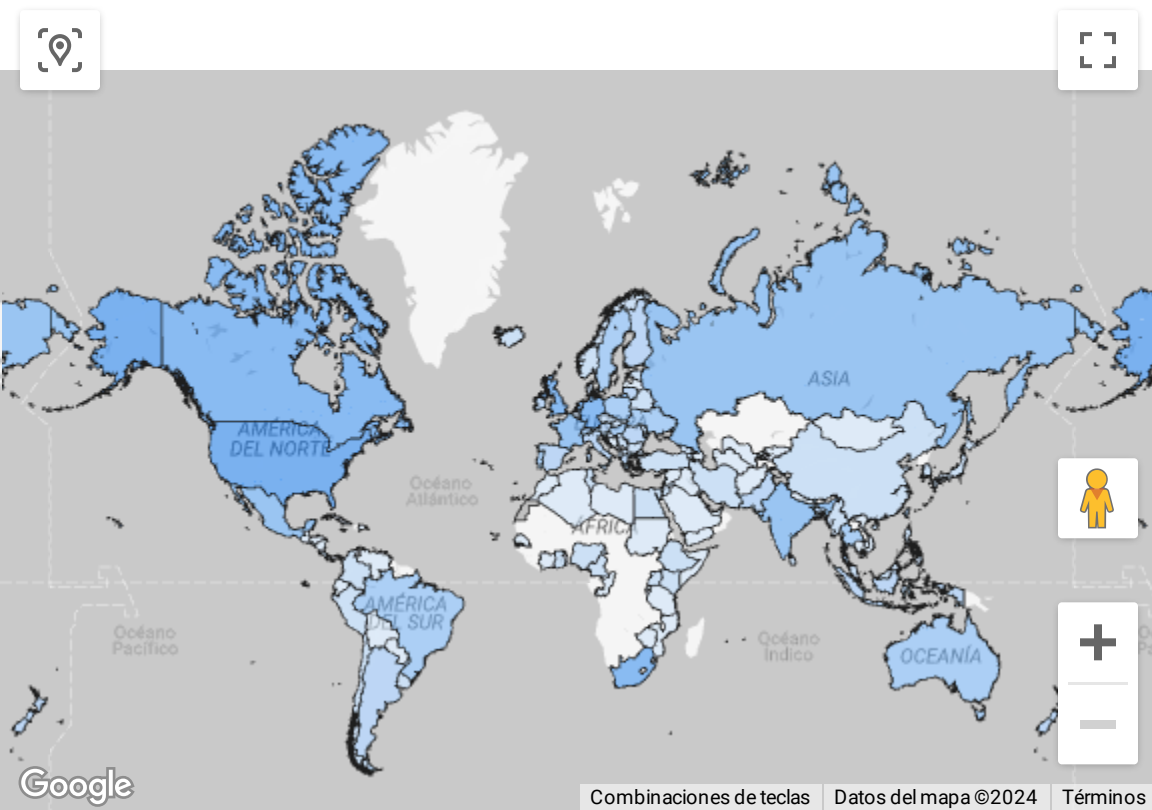 ASIA
AMÉRICA
DEL NORTE
EUROPA
Océano
Atlántico
ÁFRICA
AMÉRICA
DEL SUR
Océano
Pacífico
Océano
Índico
OCEANÍA
Google
Combinaciones de teclas
Datos del mapa ©2024
Términos